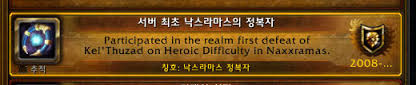 서버 최초 낙스라마스의 정복자
Participated in the realm first defeat of
Kel'Thuzad on Heroic Difficulty in Naxxramas.
추적
2008-...
칭호: 낙스라마스 정복자